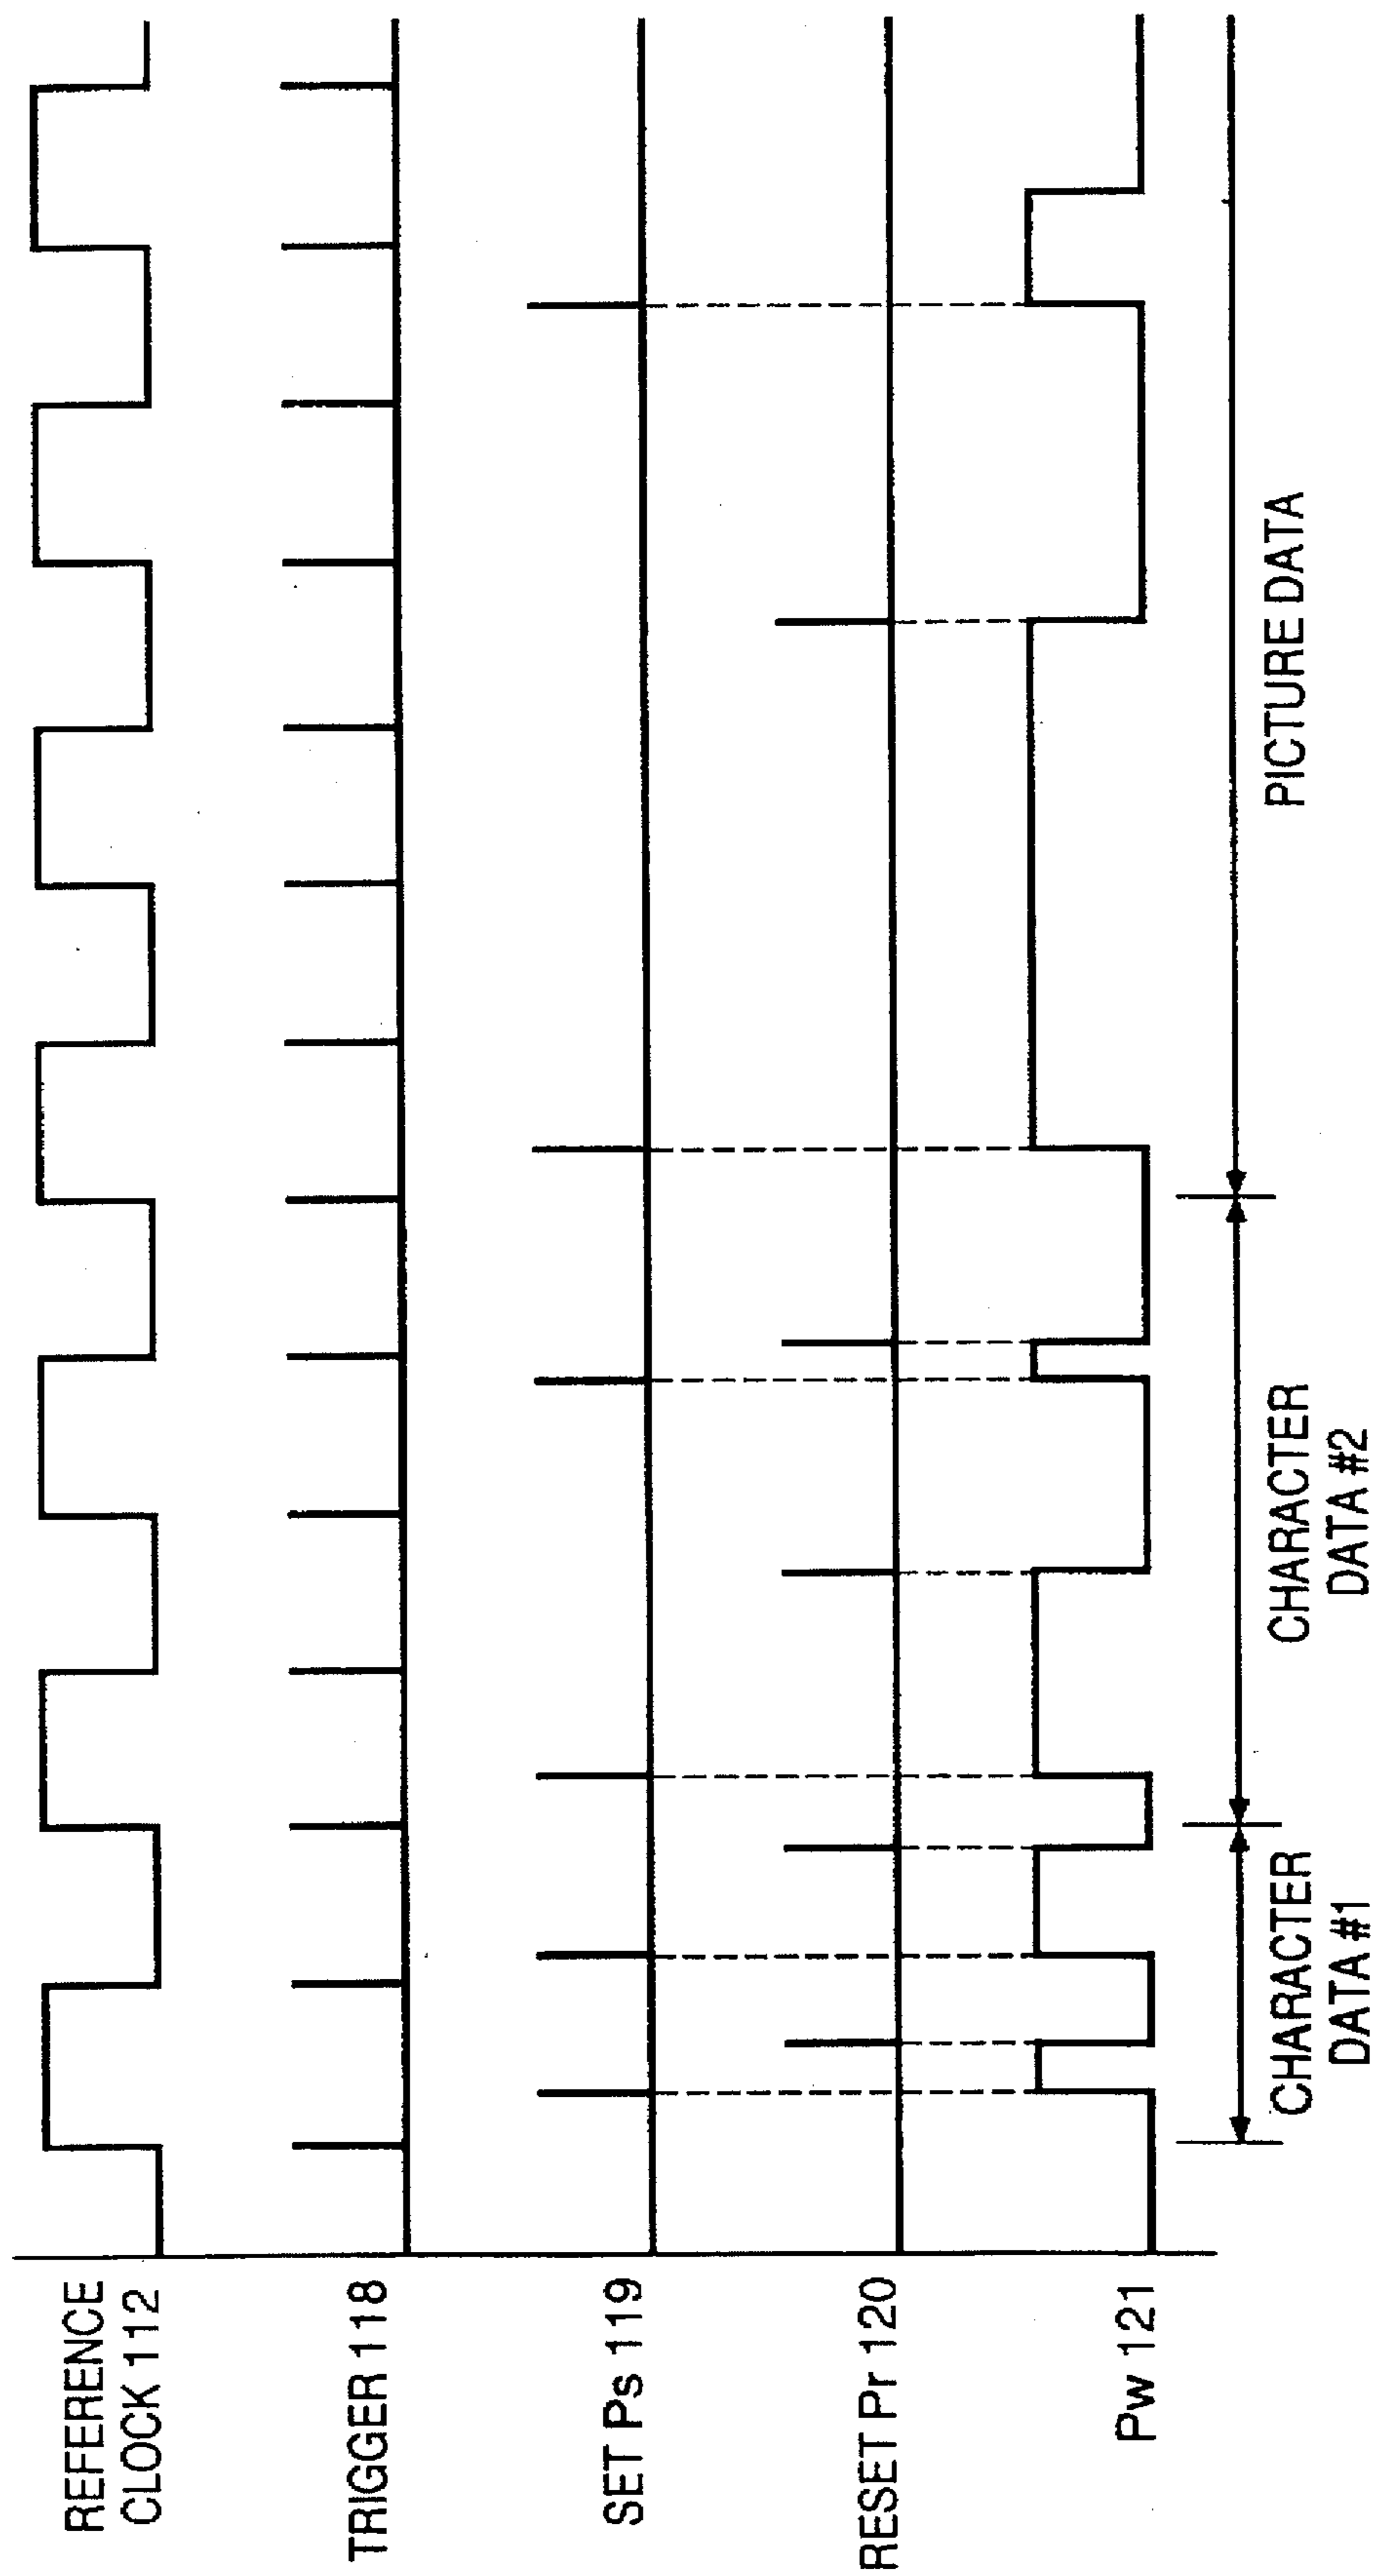 REFERENCE
CLOCK 112
TRIGGER 118
SET Ps 119
RESET Pr 120
Pw 121
CHARACTER
DATA #1
CHARACTER
DATA #2
PICTURE DATA